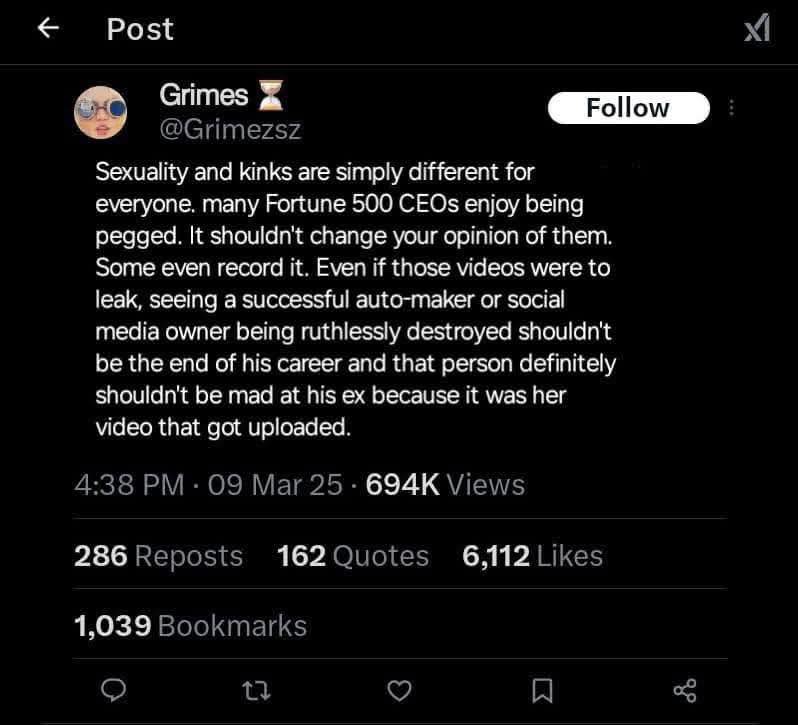 Post
Grimes ⏳
Follow
@Grimezsz
Sexuality and kinks are simply different for
everyone. many Fortune 500 CEOs enjoy being
pegged. It shouldn't change your opinion of them.
Some even record it. Even if those videos were to
leak, seeing a successful auto-maker or social
media owner being ruthlessly destroyed shouldn't
be the end of his career and that person definitely
shouldn't be mad at his ex because it was her
video that got uploaded.
4:38 PM · 09 Mar 25 · 694K Views
286 Reposts 162 Quotes 6,112 Likes
1,039 Bookmarks